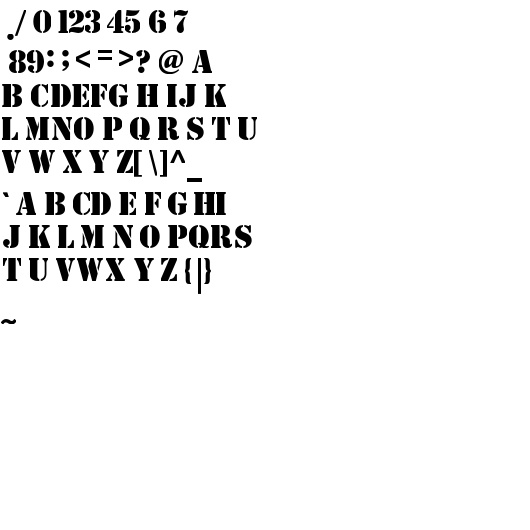 ./ 0 123 45 6 7
89: ; < = >? @ A
B CDEFG H IJ K
L MNO P Q R S T U
V W X Y Z[ \]^_
` A B CD E F G HI
J K L M N O PQRS
T U VWX Y Z { | }
~